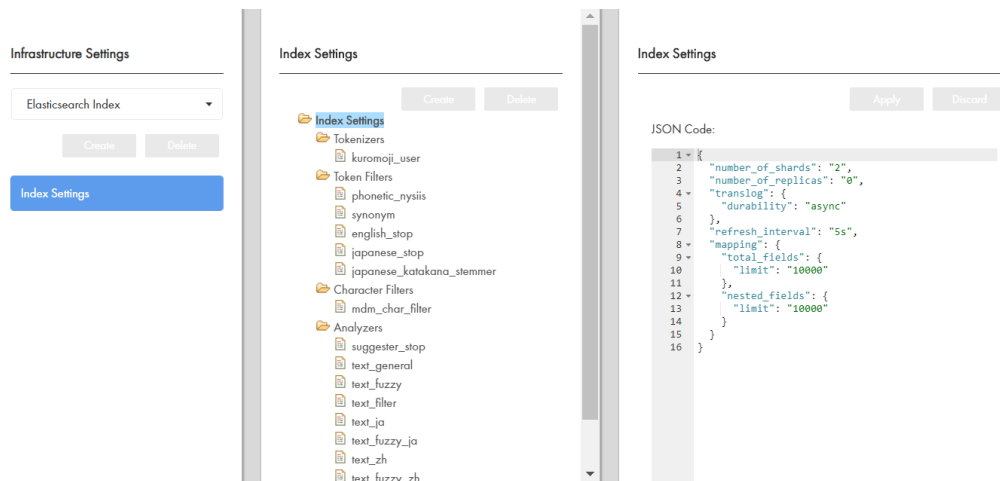 Infrastructure Settings
Elasticsearch Index
Create Delete
Index Settings
Index Settings
Create Delete
Index Settings
Tokenizers
kuromoji_user
Token Filters
phonetic_nysiis
synonym
english_stop
japanese_stop
japanese_katakana_stemmer
Character Filters
mdm_char_filter
Analyzers
suggester_stop
text_general
text_fuzzy
text_filter
text_ja
text_fuzzy_ja
text_zh
text_fuzzy_zh
Index Settings
Apply Discard
JSON Code:
1 {
2 "number_of_shards": "2",
3 "number_of_replicas": "0",
4 "translog": {
5 "durability": "async"
6 },
7 "refresh_interval": "5s",
8 "mapping": {
9 "total_fields": {
10 "limit": "10000"
11 },
12 "nested_fields": {
13 "limit": "10000"
14 }
15 }
16 }